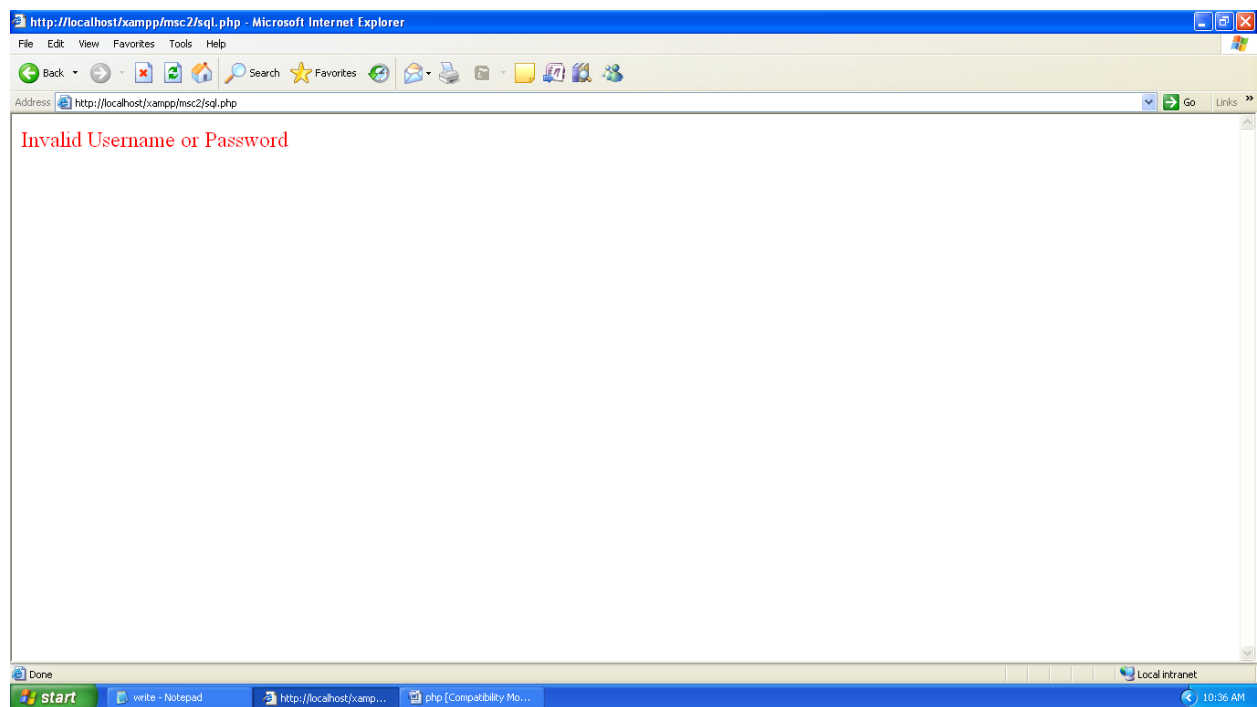 http://localhost/xampp/msc2/sql.php - Microsoft Internet Explorer
File Edit View Favorites Tools Help
Back Search Favorites
Address http://localhost/xampp/msc2/sql.php Go Links »
Invalid Username or Password
Done Local intranet
start write - Notepad http://localhost/xamp... php [Compatibility Mo... 10:36 AM